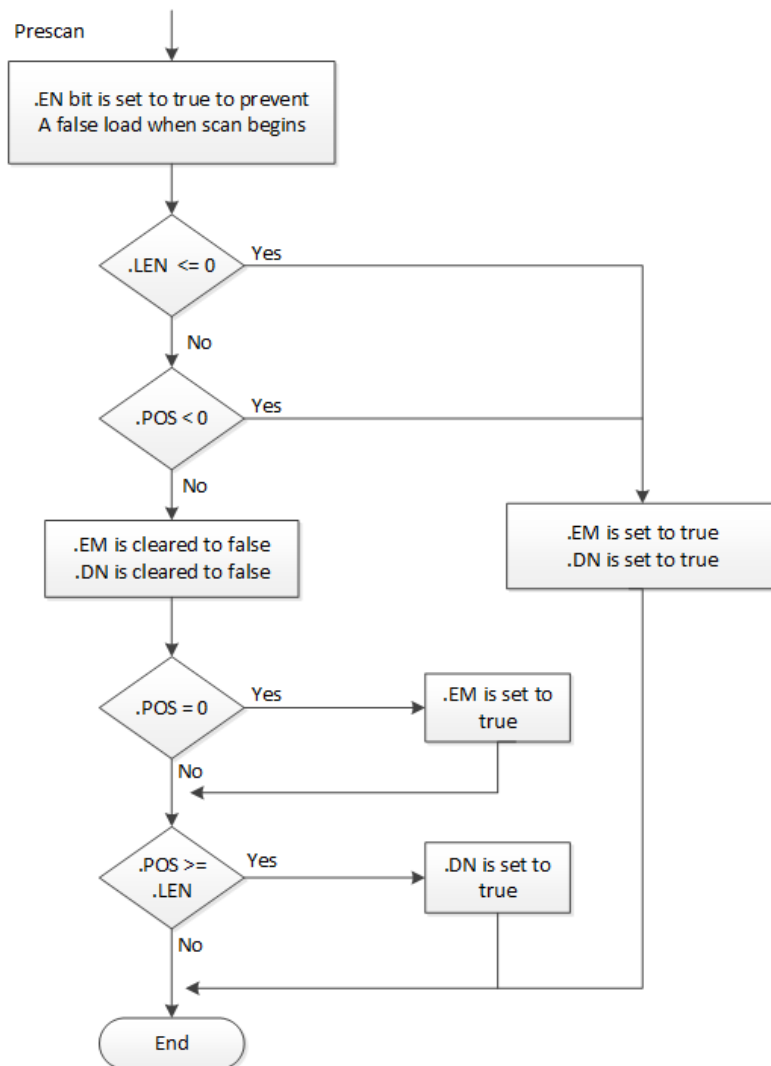 Prescan
.EN bit is set to true to prevent
A false load when scan begins
.LEN <= 0
Yes
No
.POS < 0
Yes
No
.EM is cleared to false
.DN is cleared to false
.EM is set to true
.DN is set to true
.POS = 0
Yes
.EM is set to
true
No
.POS >=
.LEN
Yes
.DN is set to
true
No
End